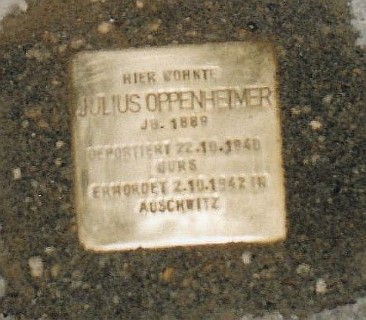 HIER WOHNTE
JULIUS OPPENHEIMER
JG. 1889
DEPORTIERT 22.10.1940
GURS
ERMORDET 2.10.1942 IN
AUSCHWITZ